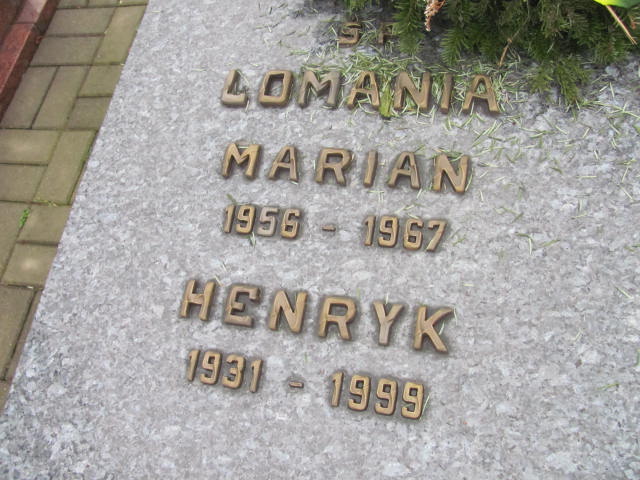 Ś P
LOMANIA
MARIAN
1956 - 1967
HENRYK
1931 - 1999